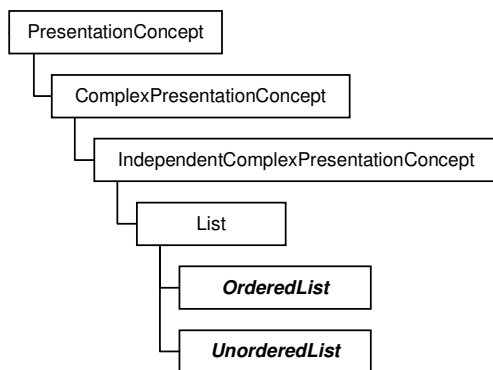 PresentationConcept
ComplexPresentationConcept
IndependentComplexPresentationConcept
List
OrderedList
UnorderedList